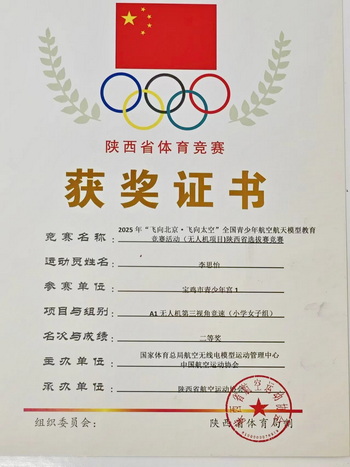 陕西省体育竞赛
获奖证书
竞赛名称：2025 年“飞向北京·飞向太空”全国青少年航空航天模型教育
竞赛活动（无人机项目)陕西省选拔赛竞赛
运动员姓名：李思怡
参赛单位：宝鸡市青少年宫 1
项目与组别：A1 无人机第三视角竞速（小学女子组）
名次与成绩：二等奖
主办单位：国家体育总局航空无线电模型运动管理中心
中国航空运动协会
承办单位：陕西省航空运动协会
组织委员会： 陕西省体育局制